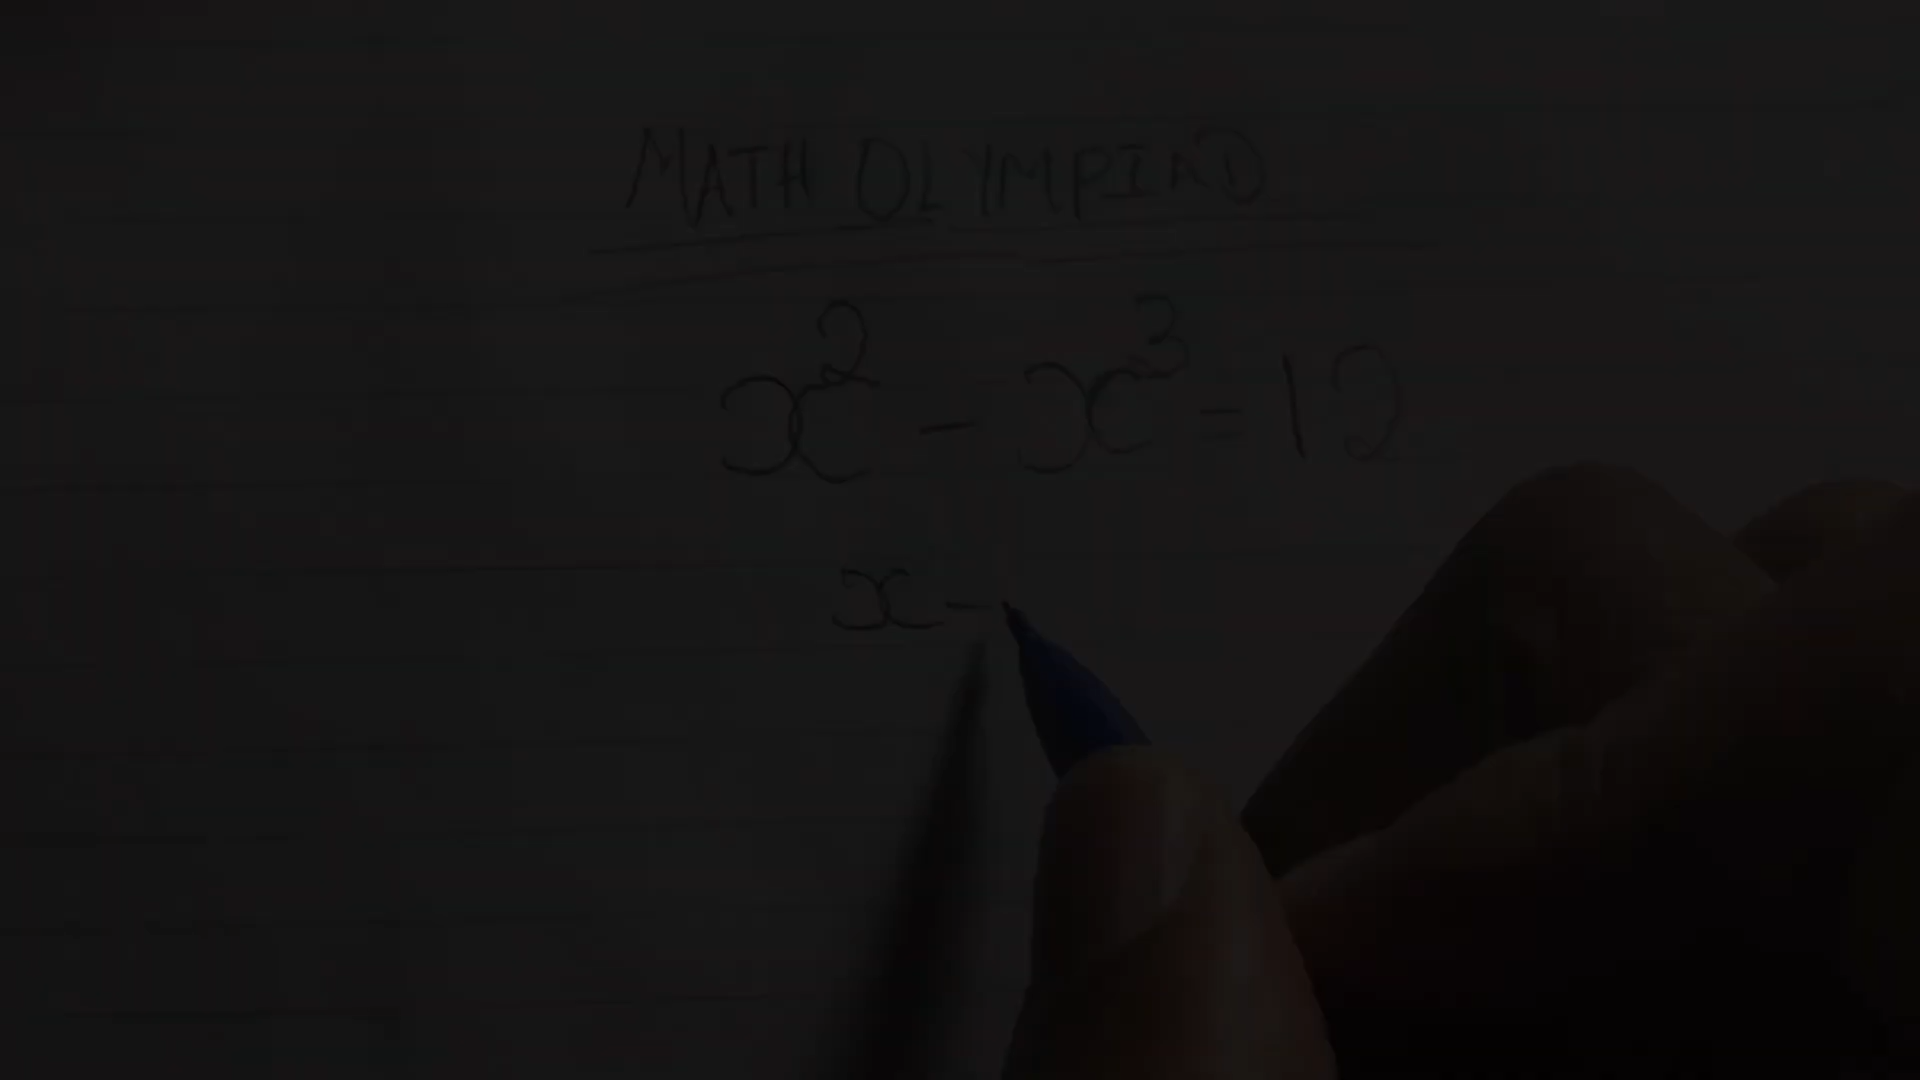 MATH OLYMPIAD
x² - x³ = 12
x -